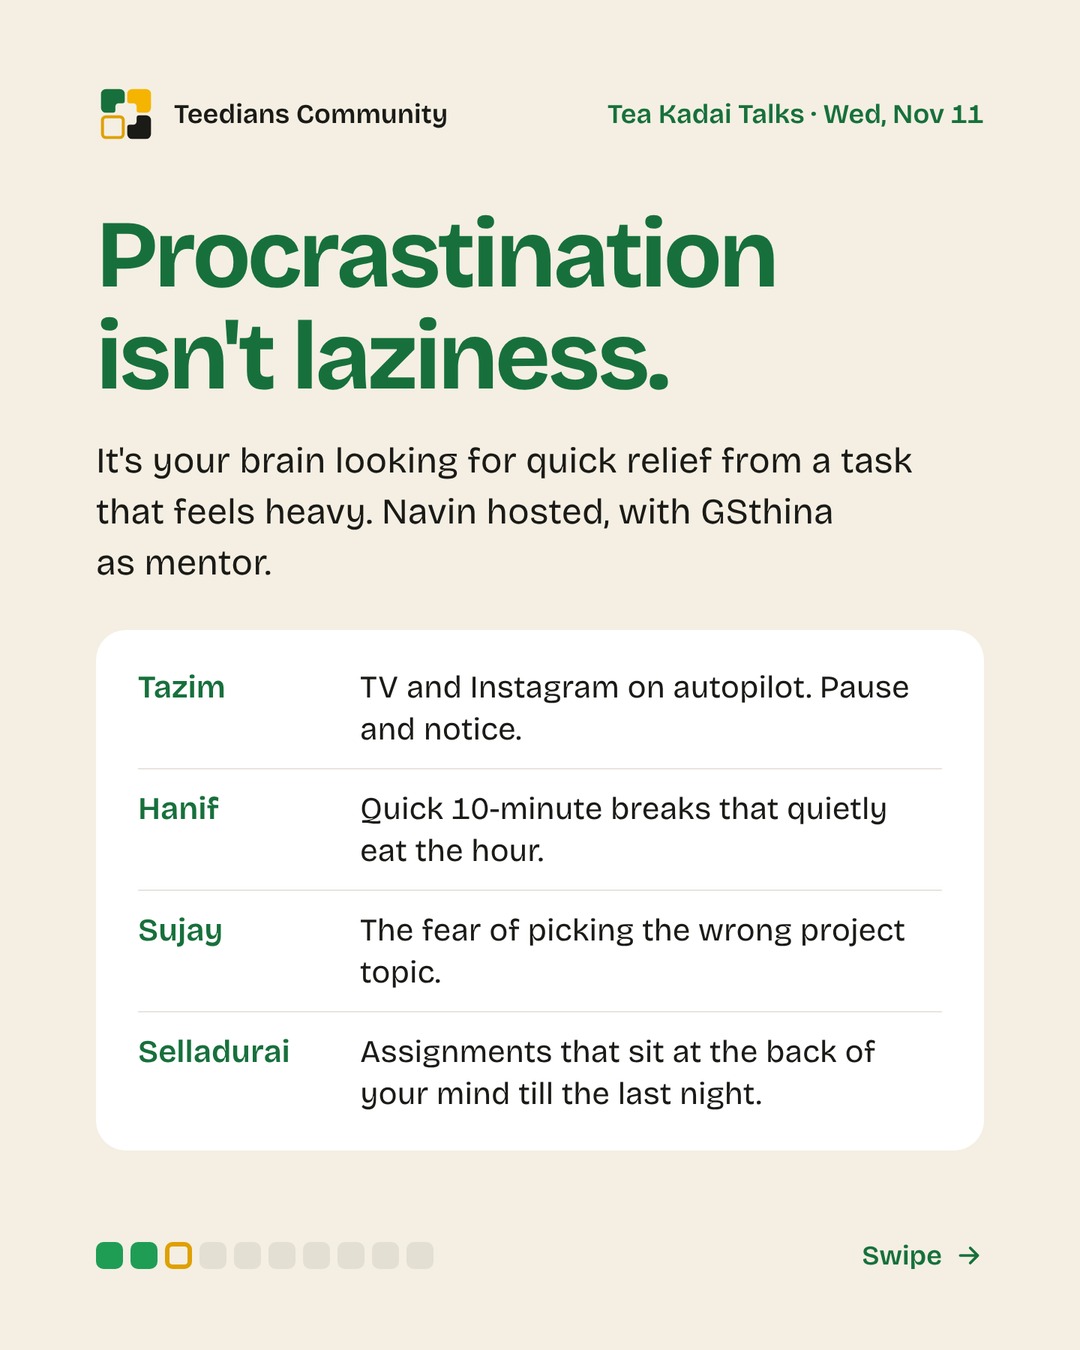 Teedians Community
Tea Kadai Talks · Wed, Nov 11
Procrastination
isn't laziness.
It's your brain looking for quick relief from a task
that feels heavy. Navin hosted, with GSthina
as mentor.
Tazim
TV and Instagram on autopilot. Pause
and notice.
Hanif
Quick 10-minute breaks that quietly
eat the hour.
Sujay
The fear of picking the wrong project
topic.
Selladurai
Assignments that sit at the back of
your mind till the last night.
Swipe →